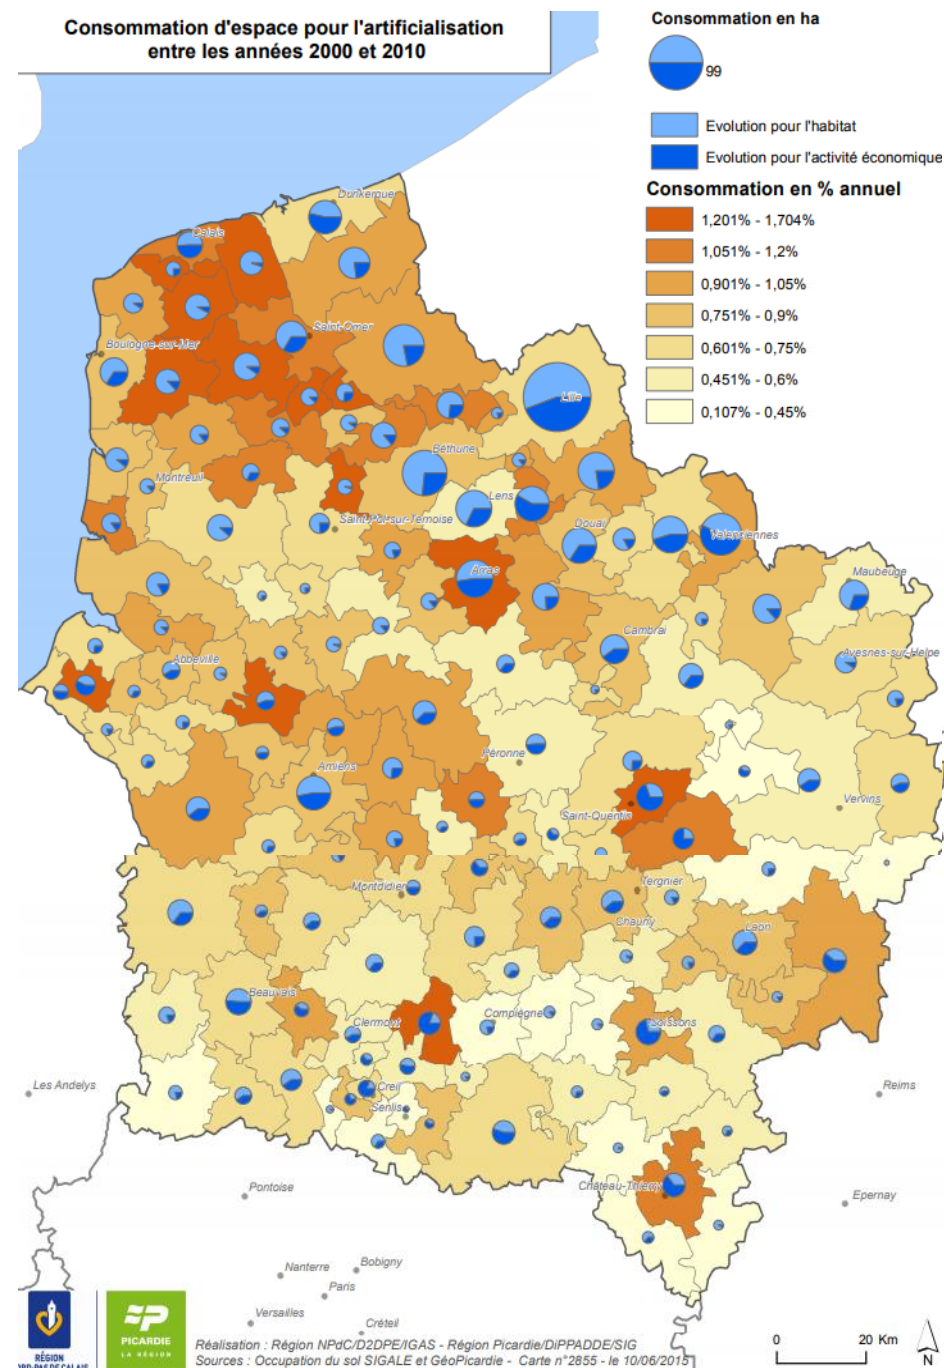 Consommation d'espace pour l'artificialisation
entre les années 2000 et 2010
Consommation en ha
99
Evolution pour l'habitat
Evolution pour l'activité économique
Consommation en % annuel
1,201% - 1,704%
1,051% - 1,2%
0,901% - 1,05%
0,751% - 0,9%
0,601% - 0,75%
0,451% - 0,6%
0,107% - 0,45%
Dunkerque
Calais
Saint-Omer
Boulogne-sur-Mer
Lille
Béthune
Montreuil
Lens
Saint-Pol-sur-Ternoise
Douai
Valenciennes
Arras
Maubeuge
Cambrai
Avesnes-sur-Helpe
Abbeville
Péronne
Amiens
Saint-Quentin
Vervins
Montdidier
Tergnier
Chauny
Laon
Beauvais
Clermont
Compiègne
Soissons
Les Andelys
Creil
Senlis
Reims
Château-Thierry
Pontoise
Epernay
Nanterre
Bobigny
Paris
Versailles
Créteil
RÉGION
NORD-PAS DE CALAIS
PICARDIE
LA RÉGION
Réalisation : Région NPdC/D2DPE/IGAS - Région Picardie/DiPPADDE/SIG
Sources : Occupation du sol SIGALE et GéoPicardie - Carte n°2855 - le 10/06/2015
0 20 Km
N